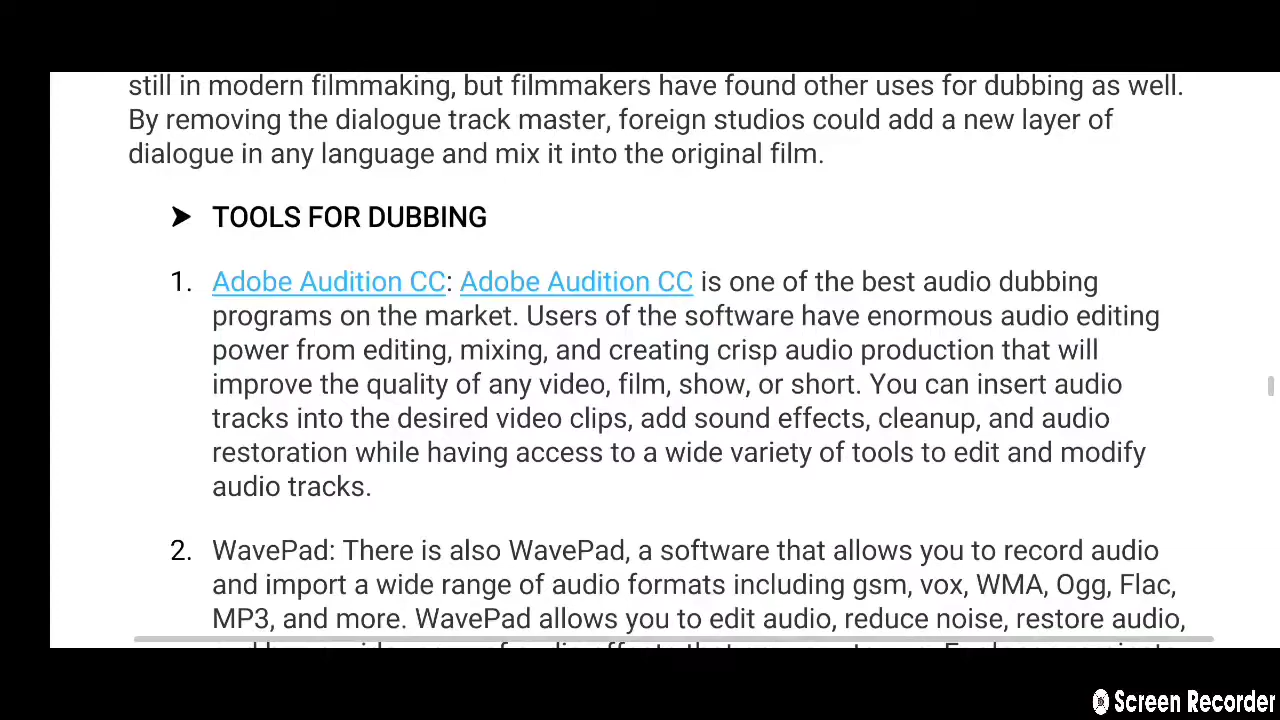 still in modern filmmaking, but filmmakers have found other uses for dubbing as well.
By removing the dialogue track master, foreign studios could add a new layer of
dialogue in any language and mix it into the original film.
➤ TOOLS FOR DUBBING
1. Adobe Audition CC: Adobe Audition CC is one of the best audio dubbing
programs on the market. Users of the software have enormous audio editing
power from editing, mixing, and creating crisp audio production that will
improve the quality of any video, film, show, or short. You can insert audio
tracks into the desired video clips, add sound effects, cleanup, and audio
restoration while having access to a wide variety of tools to edit and modify
audio tracks.
2. WavePad: There is also WavePad, a software that allows you to record audio
and import a wide range of audio formats including gsm, vox, WMA, Ogg, Flac,
MP3, and more. WavePad allows you to edit audio, reduce noise, restore audio,
Screen Recorder